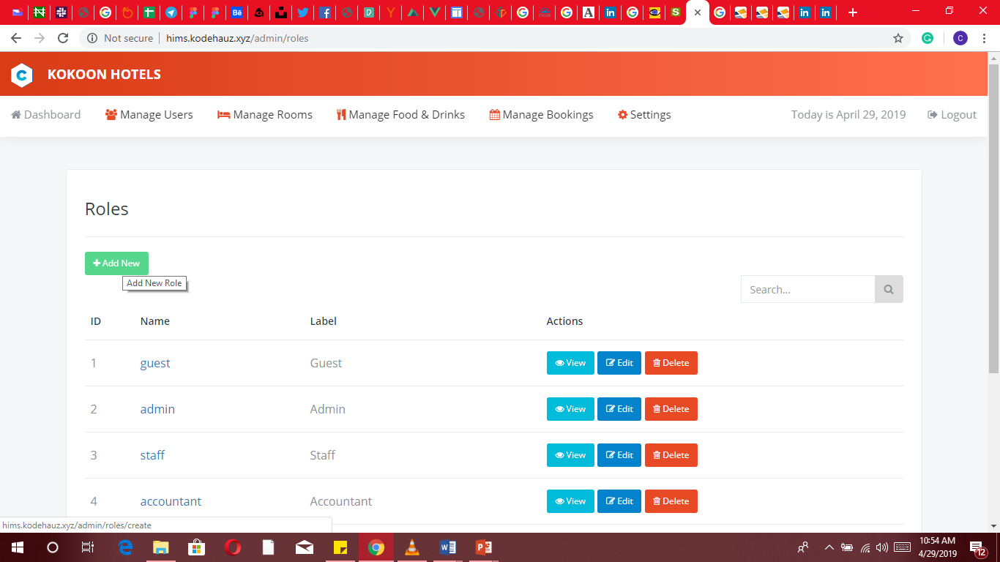 Not secure | hims.kodehauz.xyz/admin/roles
C
C KOKOON HOTELS
Dashboard Manage Users Manage Rooms Manage Food & Drinks Manage Bookings Settings Today is April 29, 2019 Logout
Roles
Add New
Add New Role
Search...
ID Name Label Actions
1 guest Guest View Edit Delete
2 admin Admin View Edit Delete
3 staff Staff View Edit Delete
4 accountant Accountant View Edit Delete
hims.kodehauz.xyz/admin/roles/create
10:54 AM
4/29/2019
12